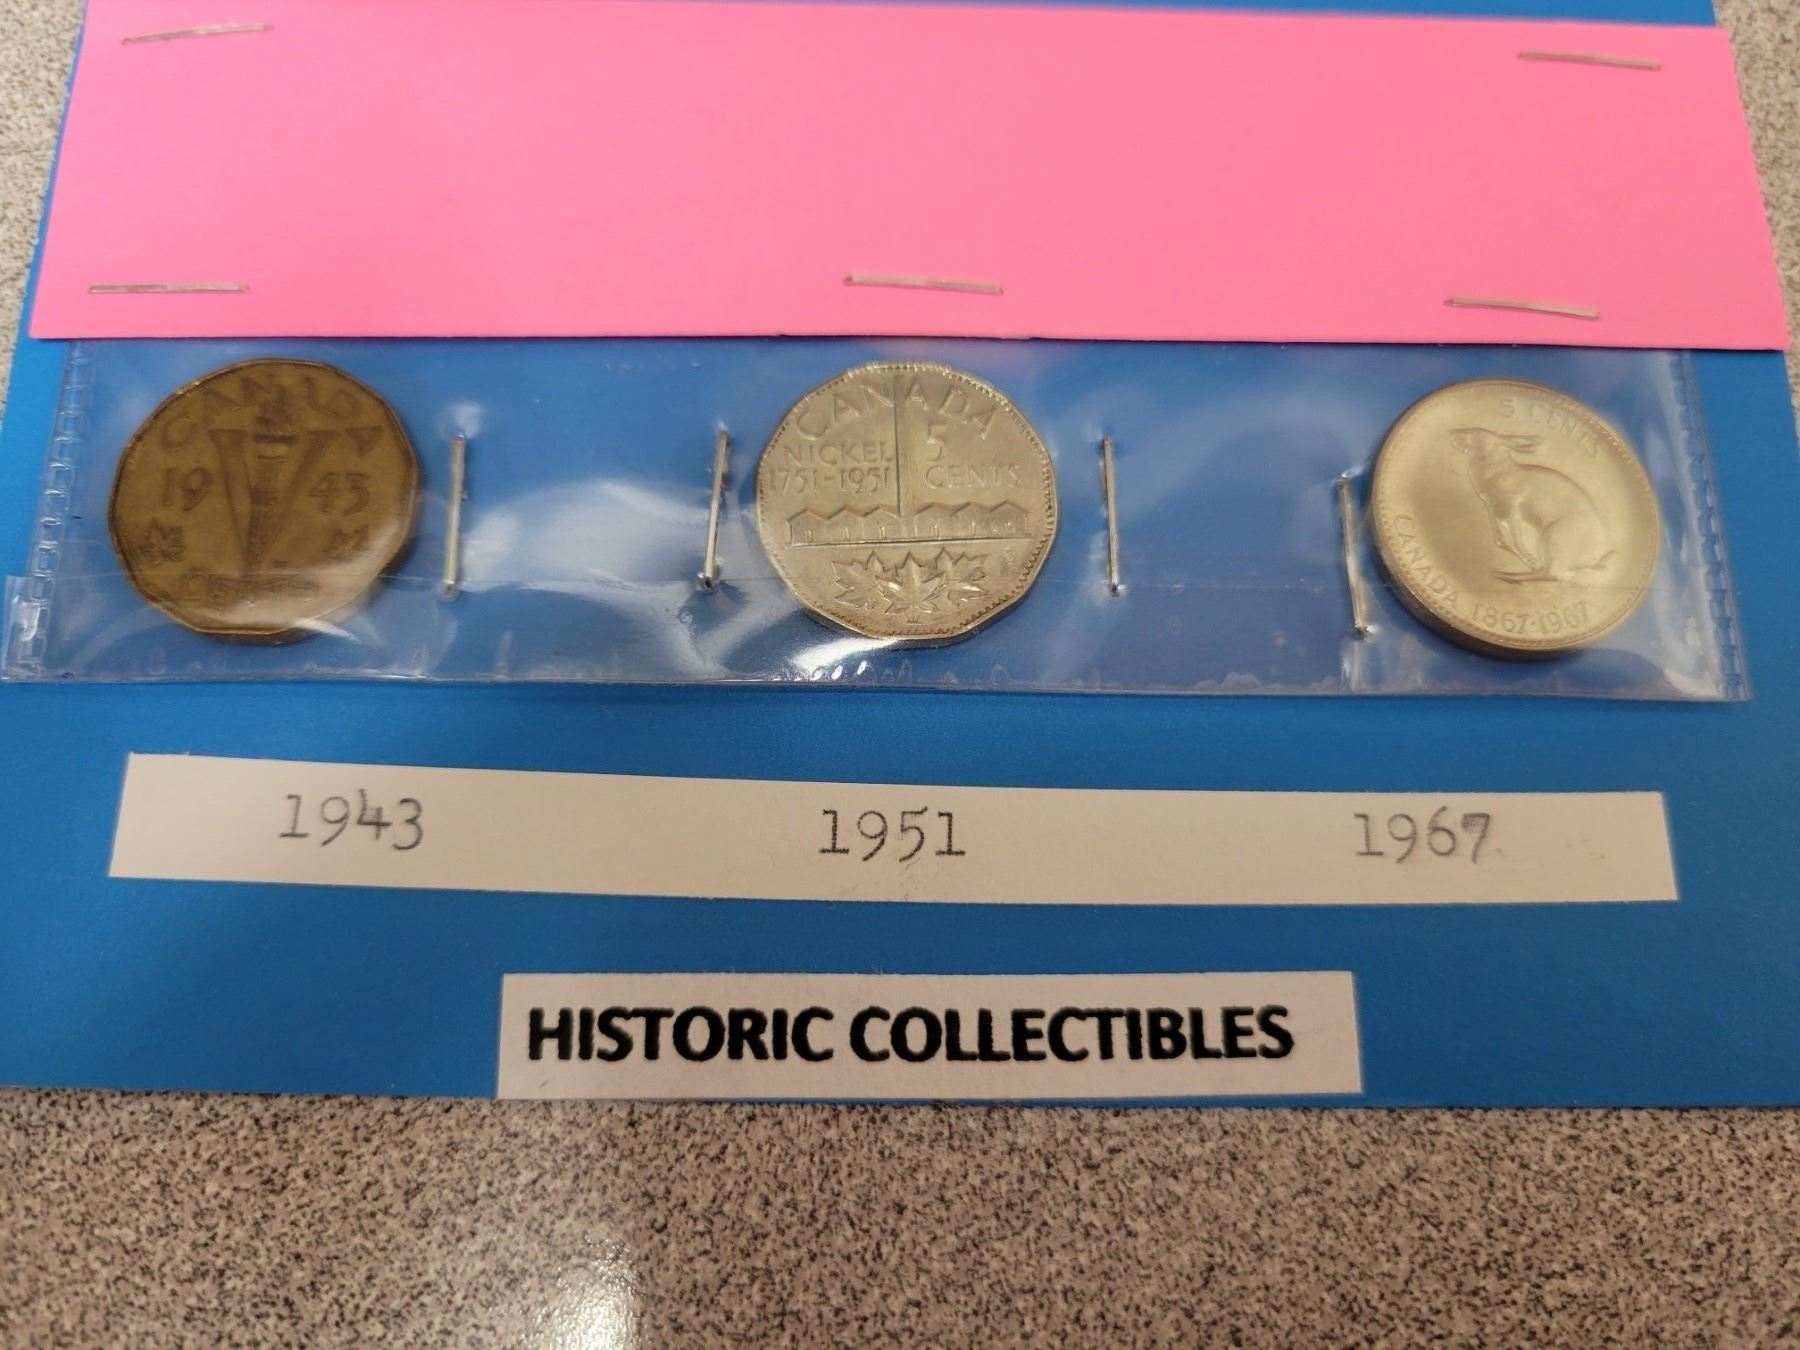 CANADA
19 43
CANADA
NICKEL 5
1751-1951 CENTS
5 CENTS
CANADA 1867·1967
1943 1951 1967
HISTORIC COLLECTIBLES